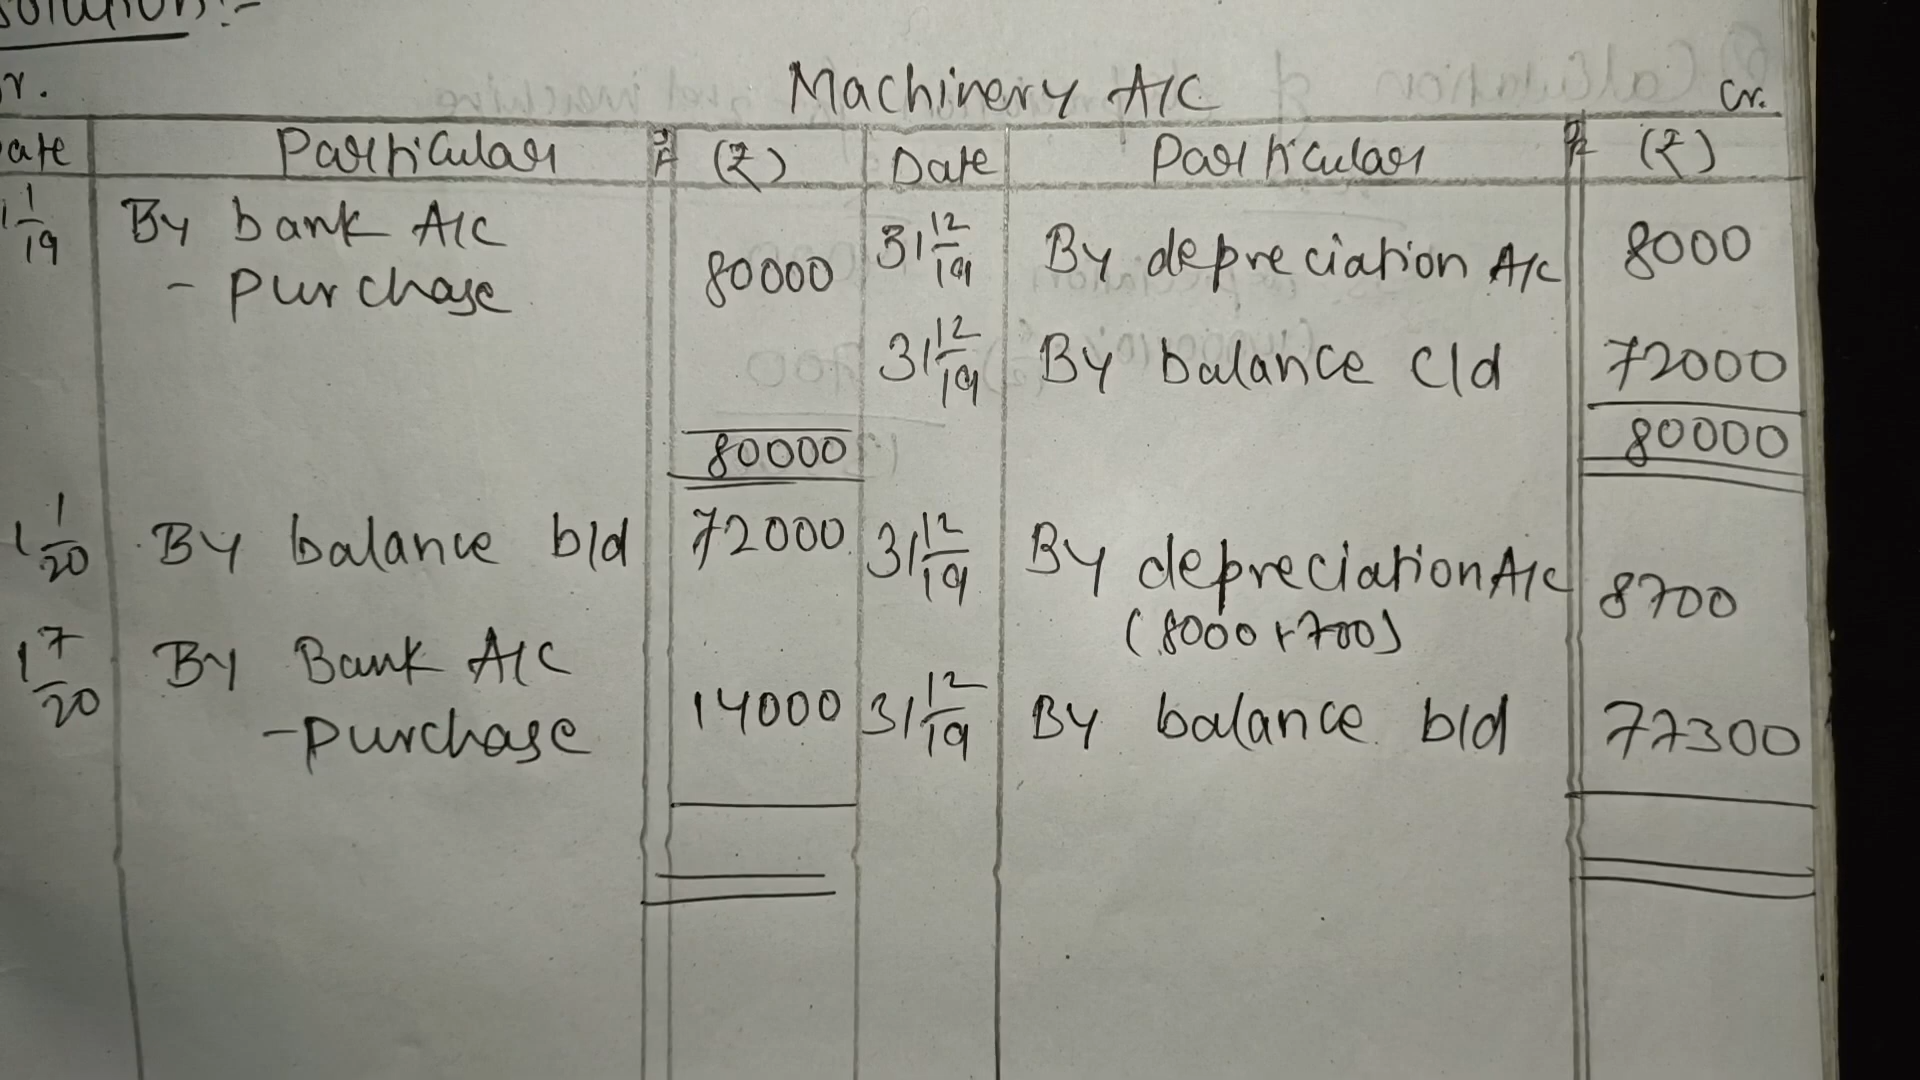 Solution:-
Machinery A/C
Cr.
Particular (₹) Date Particular (₹)
1 1/19 By bank A/C 31 12/19 By depreciation A/c 8000
- purchase 80000
31 12/19 By balance c/d 72000
80000 80000
1 1/20 By balance b/d 72000 31 12/19 By depreciation A/c 8700
(8000+700)
1 7/20 By Bank A/C
-purchase 14000 31 12/19 By balance b/d 77300